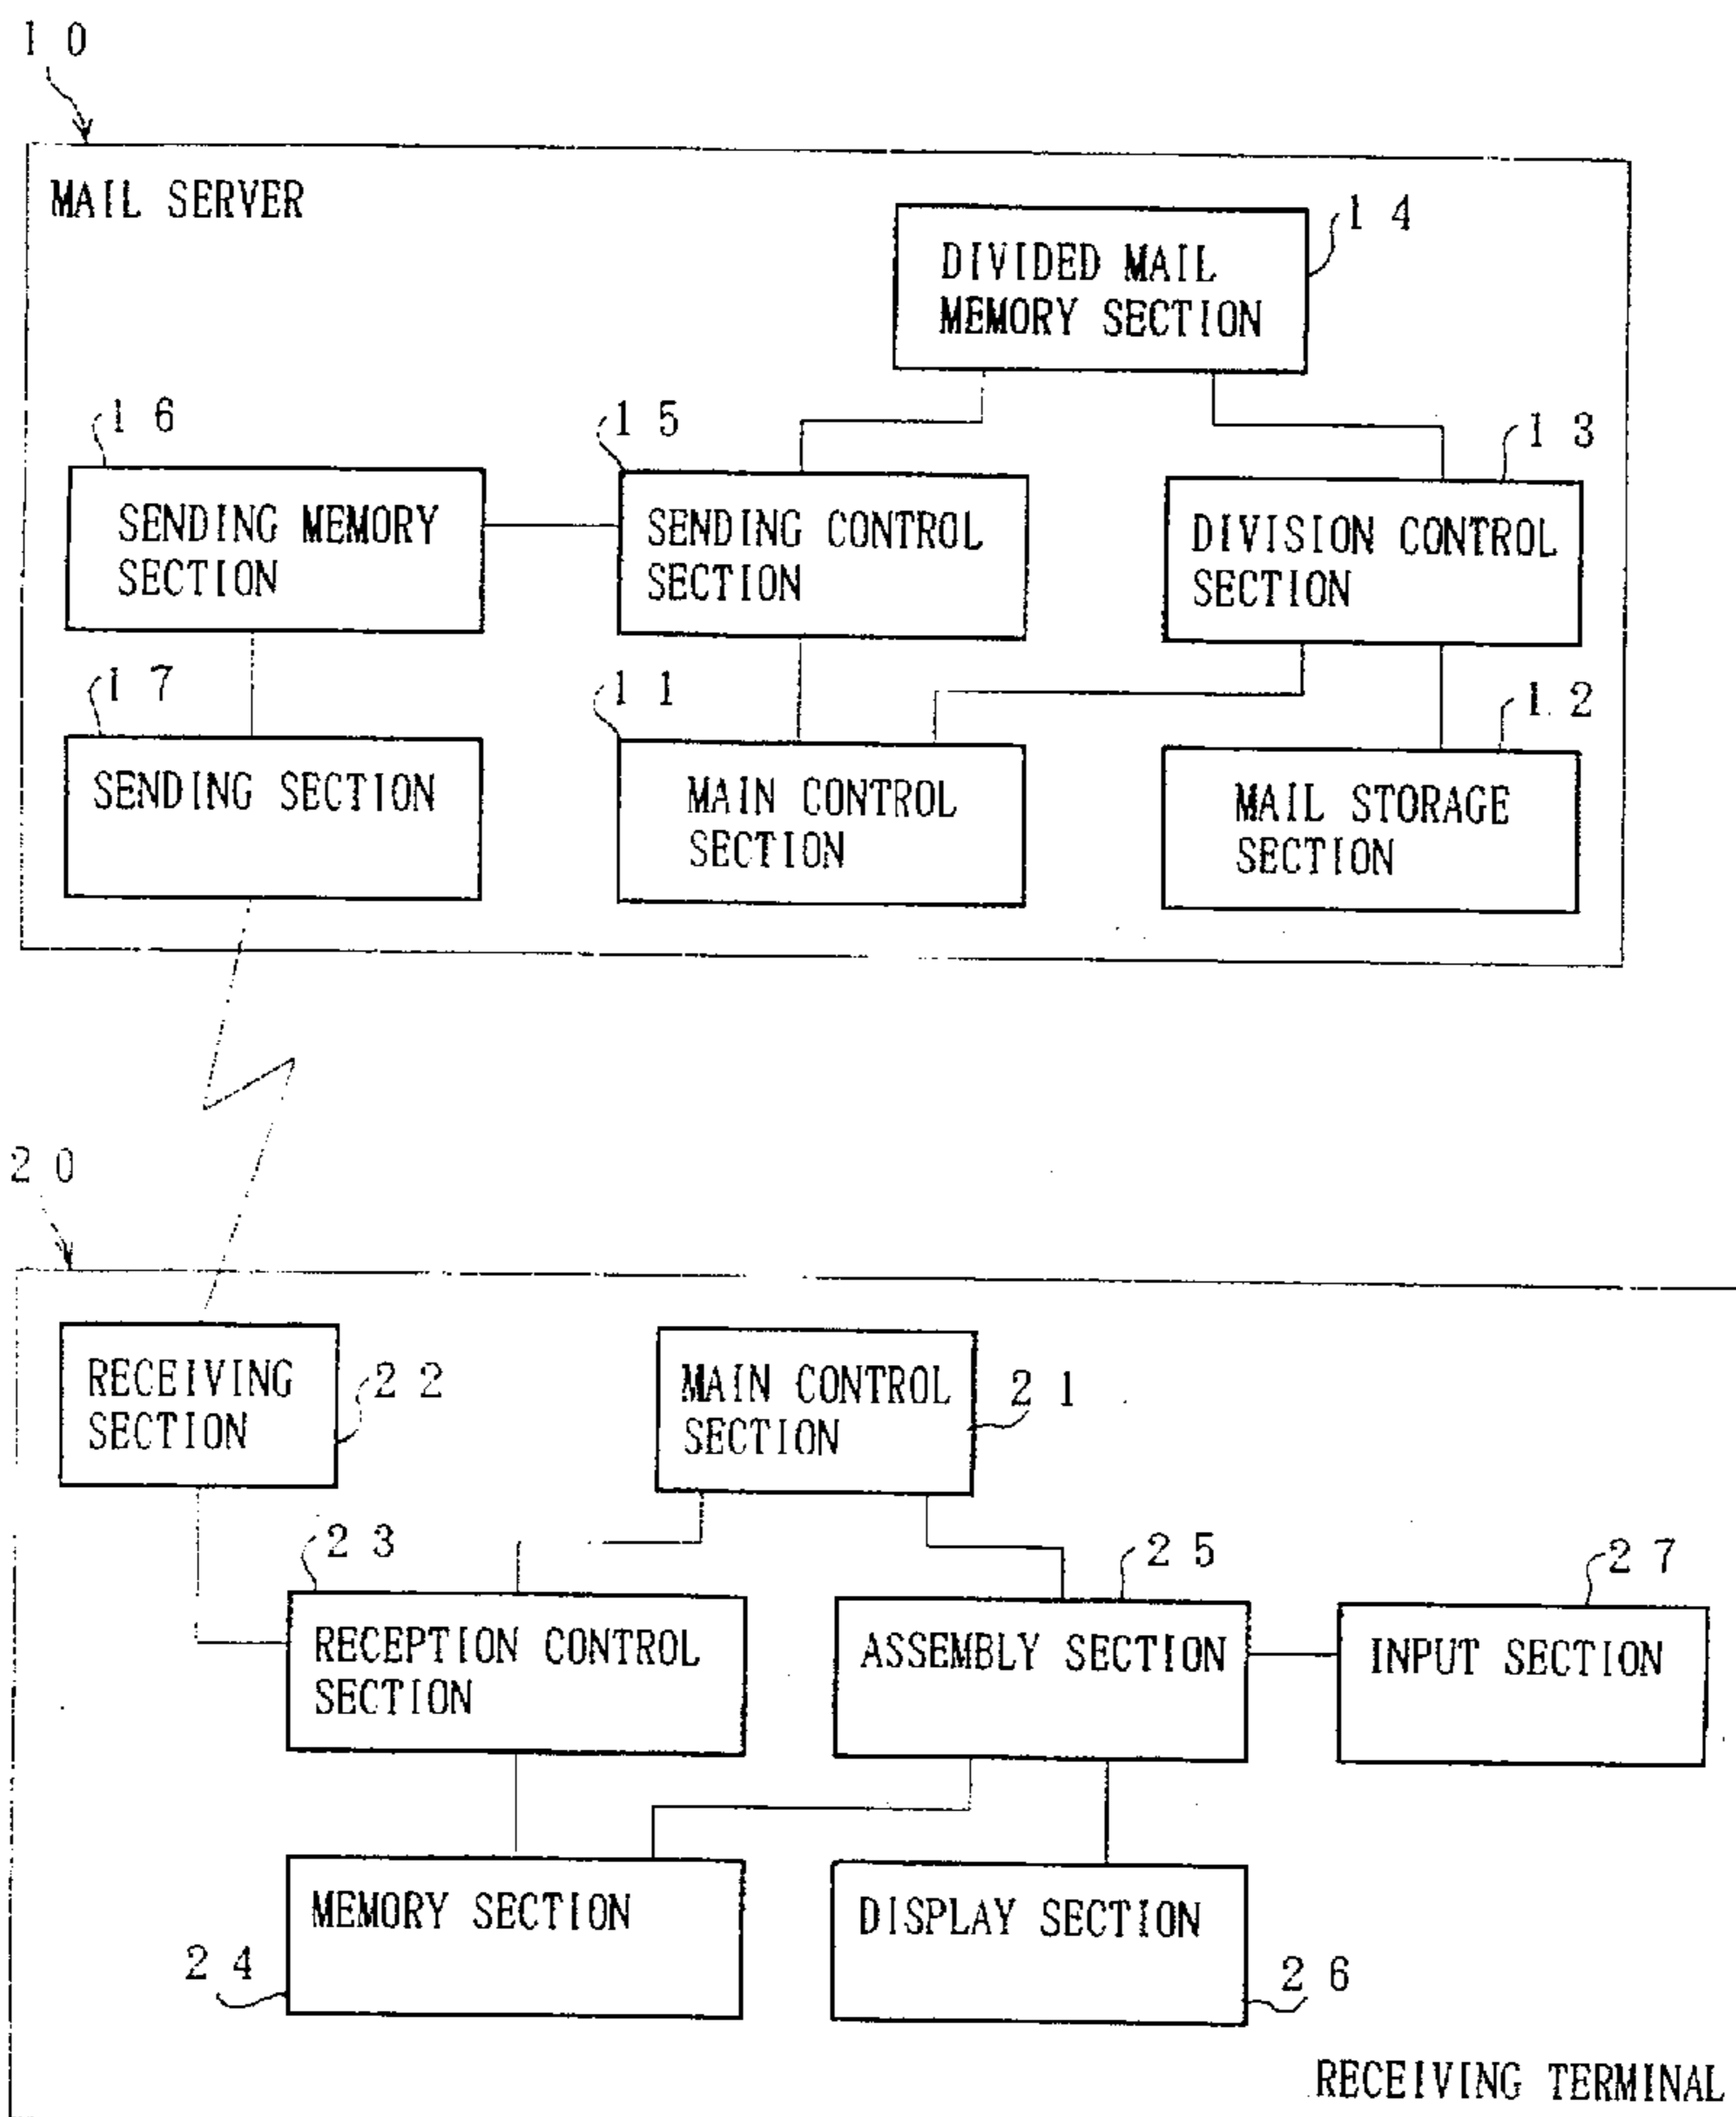 10
MAIL SERVER
14
DIVIDED MAIL
MEMORY SECTION
16
15
13
SENDING MEMORY
SECTION
SENDING CONTROL
SECTION
DIVISION CONTROL
SECTION
17
11
12
SENDING SECTION
MAIN CONTROL
SECTION
MAIL STORAGE
SECTION
20
RECEIVING
SECTION
22
MAIN CONTROL
SECTION
21
23
25
27
RECEPTION CONTROL
SECTION
ASSEMBLY SECTION
INPUT SECTION
MEMORY SECTION
24
DISPLAY SECTION
26
RECEIVING TERMINAL